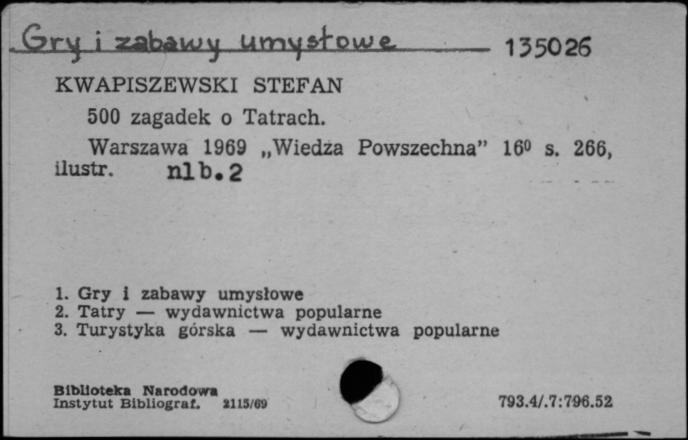 Gry i zabawy umysłowe 135026
KWAPISZEWSKI STEFAN
500 zagadek o Tatrach.
Warszawa 1969 „Wiedza Powszechna” 16⁰ s. 266,
ilustr. nlb.2
1. Gry i zabawy umysłowe
2. Tatry — wydawnictwa popularne
3. Turystyka górska — wydawnictwa popularne
Biblioteka Narodowa
Instytut Bibliograf. 2115/69 793.4/.7:796.52